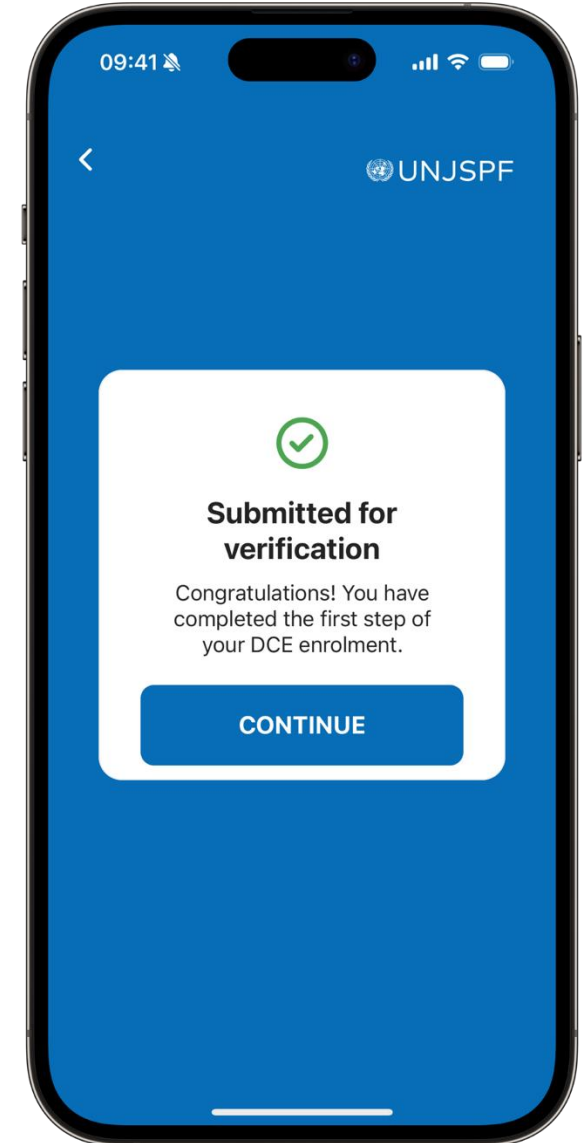 09:41
UNJSPF
Submitted for
verification
Congratulations! You have
completed the first step of
your DCE enrolment.
CONTINUE